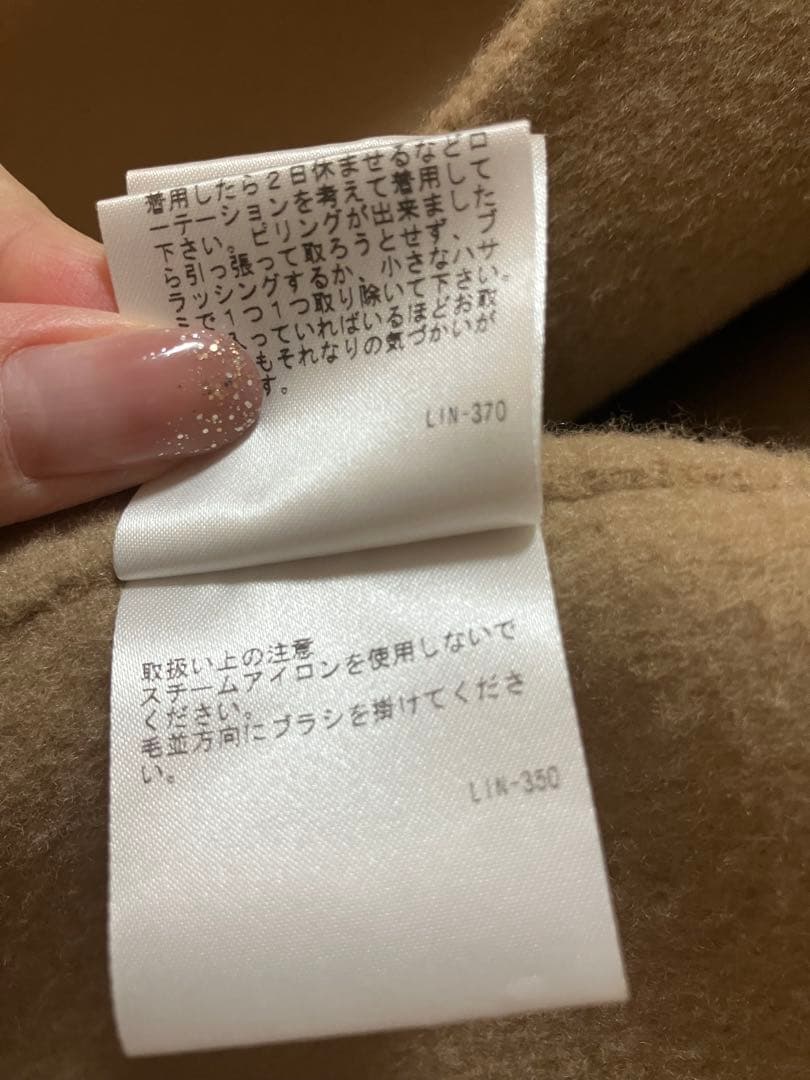 着用したら2日休ませるなどロ
ーテーションを考えて着用して
下さい。ピリングが出来ました
ら引っ張って取ろうとせず、ブ
ラッシングするか、小さなハサ
ミで1つ1つ取り除いて下さい。
入っていればいるほどお取
もそれなりの気づかいが
す。
LIN-370
取扱い上の注意
スチームアイロンを使用しないで
ください。
毛並方向にブラシを掛けてくださ
い。
LIN-350